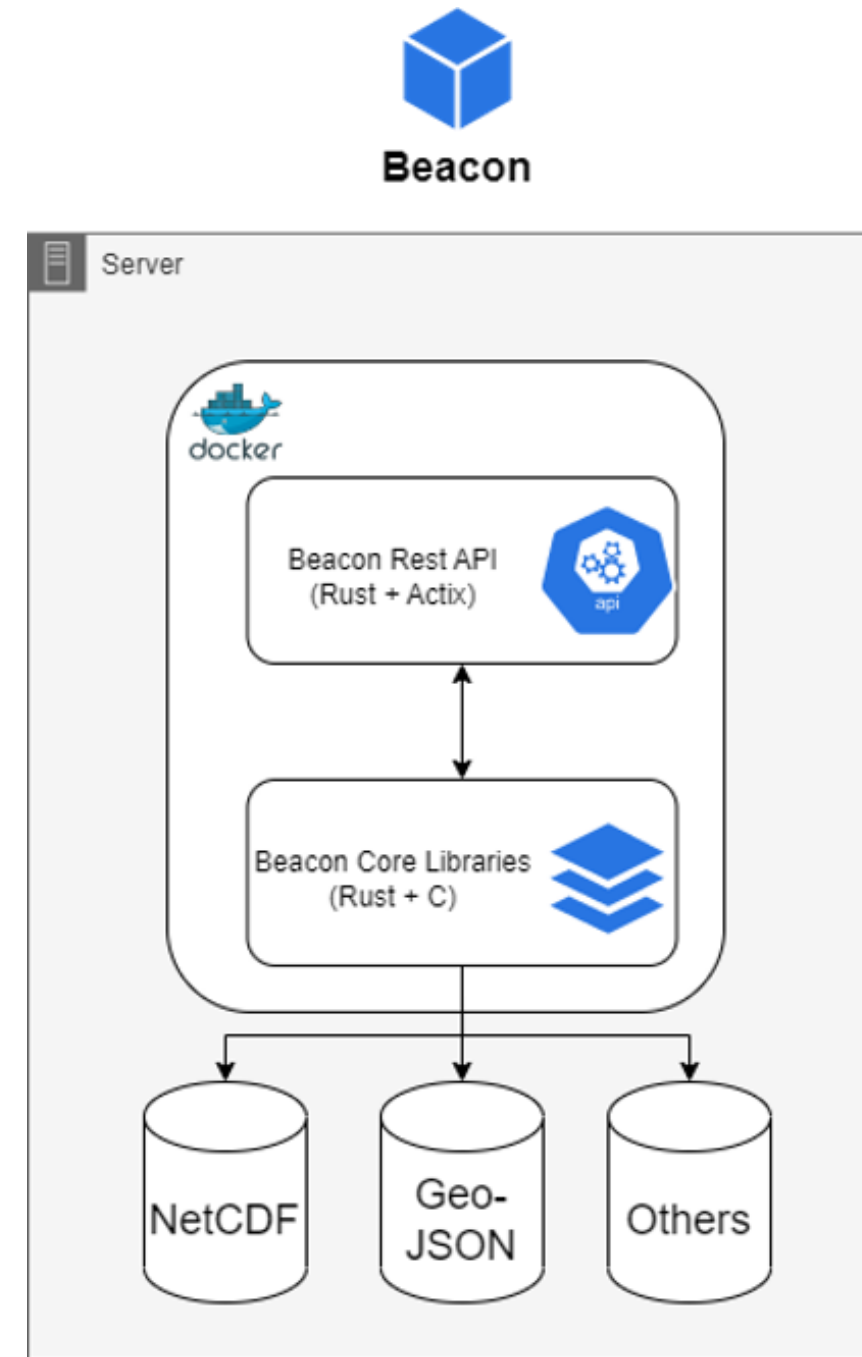 Beacon
Server
docker
Beacon Rest API
(Rust + Actix)
api
Beacon Core Libraries
(Rust + C)
NetCDF
Geo-
JSON
Others